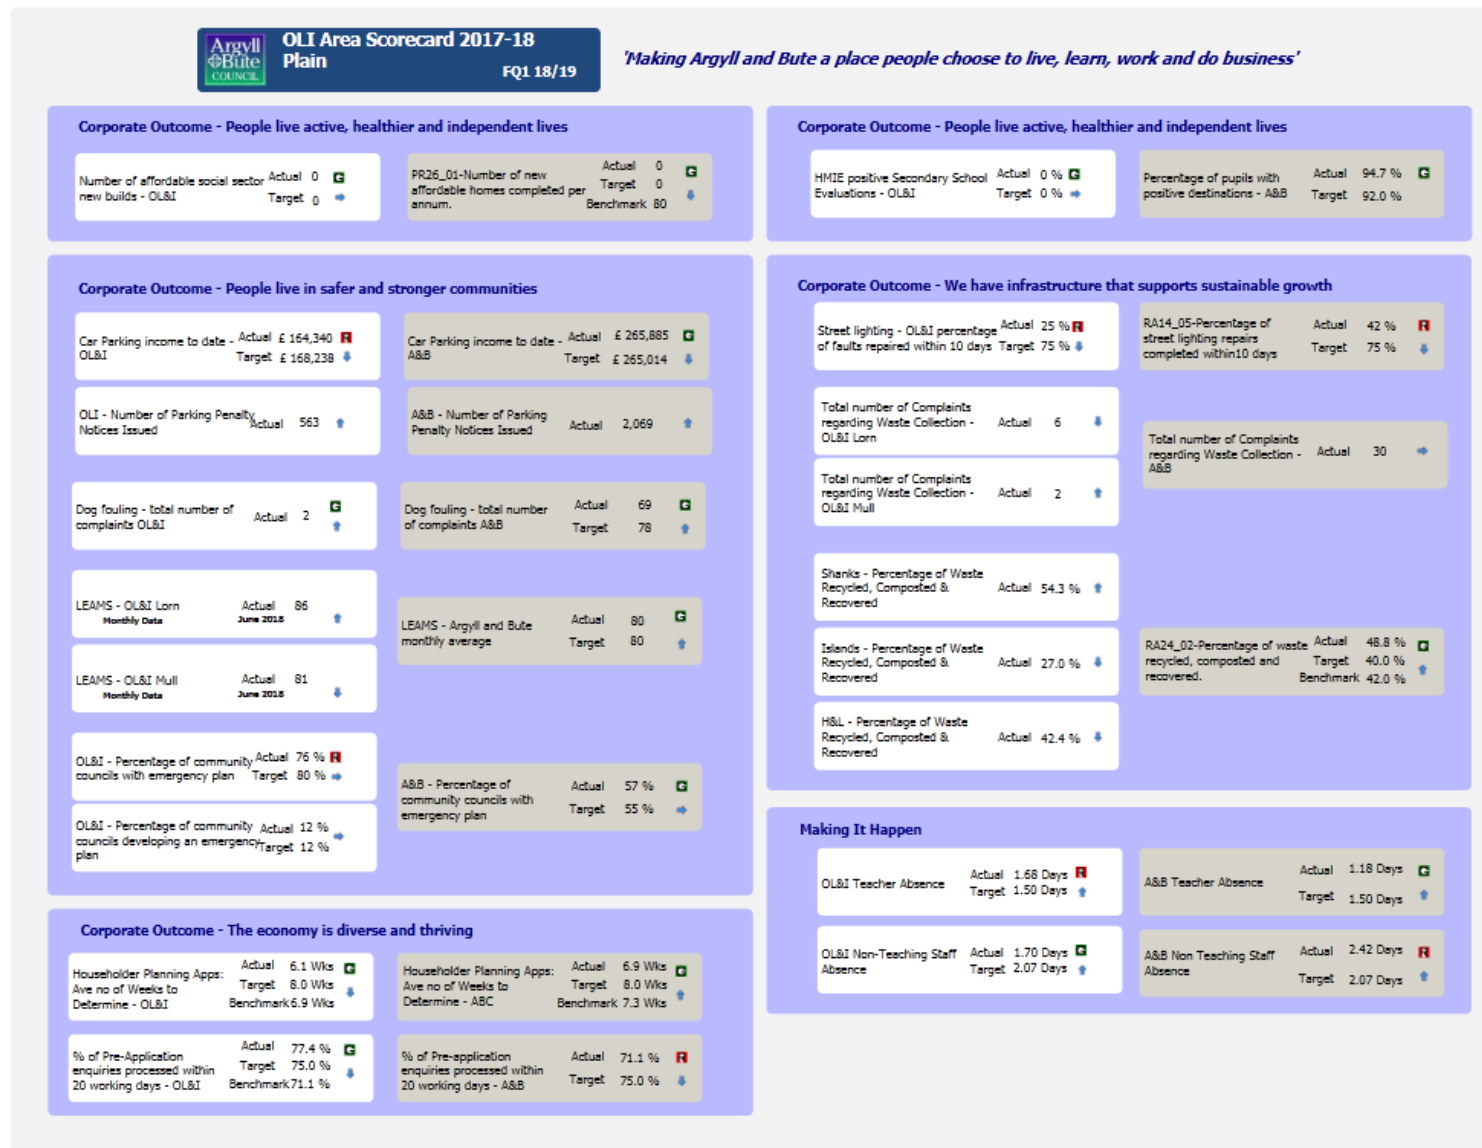 Argyll
Bute
COUNCIL
OLI Area Scorecard 2017-18
Plain
FQ1 18/19
'Making Argyll and Bute a place people choose to live, learn, work and do business'
Corporate Outcome - People live active, healthier and independent lives
Number of affordable social sector
new builds - OL&I
Actual 0 G
Target 0
PR26_01-Number of new
affordable homes completed per
annum.
Actual 0 G
Target 0
Benchmark 80
Corporate Outcome - People live active, healthier and independent lives
HMIE positive Secondary School
Evaluations - OL&I
Actual 0 % G
Target 0 %
Percentage of pupils with
positive destinations - A&B
Actual 94.7 % G
Target 92.0 %
Corporate Outcome - People live in safer and stronger communities
Car Parking income to date -
OL&I
Actual £ 164,340 R
Target £ 168,238
Car Parking income to date -
A&B
Actual £ 265,885 G
Target £ 265,014
OLI - Number of Parking Penalty
Notices Issued
Actual 563
A&B - Number of Parking
Penalty Notices Issued
Actual 2,069
Dog fouling - total number of
complaints OL&I
Actual 2 G
Dog fouling - total number
of complaints A&B
Actual 69 G
Target 78
LEAMS - OL&I Lorn
Monthly Data
Actual 86
June 2018
LEAMS - Argyll and Bute
monthly average
Actual 80 G
Target 80
LEAMS - OL&I Mull
Monthly Data
Actual 81
June 2018
OL&I - Percentage of community
councils with emergency plan
Actual 76 % R
Target 80 %
A&B - Percentage of
community councils with
emergency plan
Actual 57 % G
Target 55 %
OL&I - Percentage of community
councils developing an emergency
plan
Actual 12 %
Target 12 %
Corporate Outcome - We have infrastructure that supports sustainable growth
Street lighting - OL&I percentage
of faults repaired within 10 days
Actual 25 % R
Target 75 %
RA14_05-Percentage of
street lighting repairs
completed within10 days
Actual 42 % R
Target 75 %
Total number of Complaints
regarding Waste Collection -
OL&I Lorn
Actual 6
Total number of Complaints
regarding Waste Collection -
A&B
Actual 30
Total number of Complaints
regarding Waste Collection -
OL&I Mull
Actual 2
Shanks - Percentage of Waste
Recycled, Composted &
Recovered
Actual 54.3 %
Islands - Percentage of Waste
Recycled, Composted &
Recovered
Actual 27.0 %
RA24_02-Percentage of waste
recycled, composted and
recovered.
Actual 48.8 % G
Target 40.0 %
Benchmark 42.0 %
H&L - Percentage of Waste
Recycled, Composted &
Recovered
Actual 42.4 %
Making It Happen
OL&I Teacher Absence
Actual 1.68 Days R
Target 1.50 Days
A&B Teacher Absence
Actual 1.18 Days G
Target 1.50 Days
OL&I Non-Teaching Staff
Absence
Actual 1.70 Days G
Target 2.07 Days
A&B Non Teaching Staff
Absence
Actual 2.42 Days R
Target 2.07 Days
Corporate Outcome - The economy is diverse and thriving
Householder Planning Apps:
Ave no of Weeks to
Determine - OL&I
Actual 6.1 Wks G
Target 8.0 Wks
Benchmark 6.9 Wks
Householder Planning Apps:
Ave no of Weeks to
Determine - ABC
Actual 6.9 Wks G
Target 8.0 Wks
Benchmark 7.3 Wks
% of Pre-Application
enquiries processed within
20 working days - OL&I
Actual 77.4 % G
Target 75.0 %
Benchmark 71.1 %
% of Pre-application
enquiries processed within
20 working days - A&B
Actual 71.1 % R
Target 75.0 %